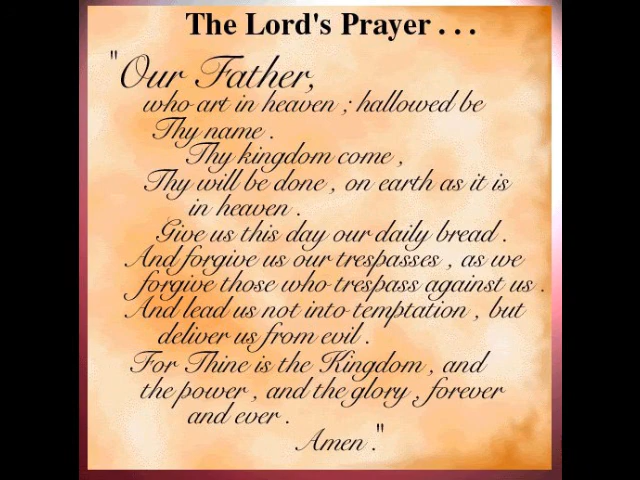 The Lord's Prayer . . .
"Our Father,
who art in heaven ; hallowed be
Thy name .
Thy kingdom come ,
Thy will be done , on earth as it is
in heaven .
Give us this day our daily bread .
And forgive us our trespasses , as we
forgive those who trespass against us .
And lead us not into temptation , but
deliver us from evil .
For Thine is the Kingdom , and
the power , and the glory , forever
and ever .
Amen ."